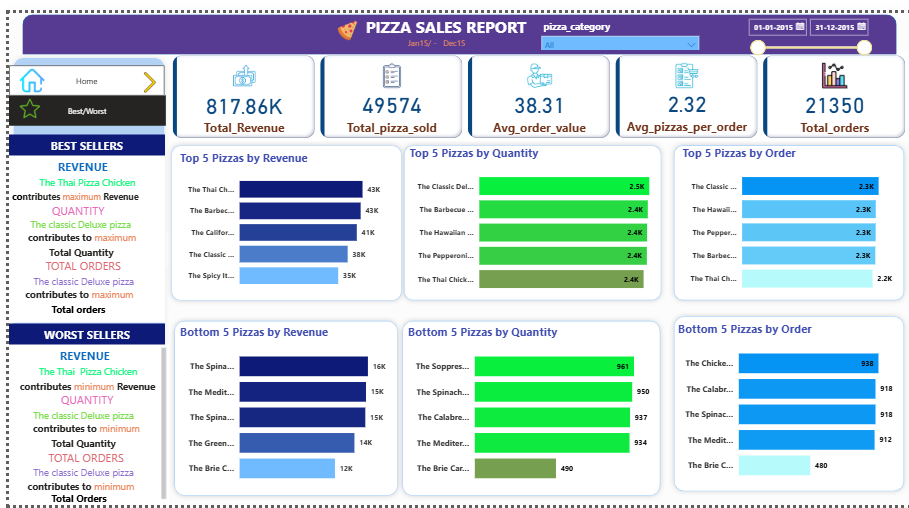 PIZZA SALES REPORT
Jan15/ - Dec15
pizza_category
All
01-01-2015
31-12-2015
Home
Best/Worst
817.86K
Total_Revenue
49574
Total_pizza_sold
38.31
Avg_order_value
2.32
Avg_pizzas_per_order
21350
Total_orders
BEST SELLERS
REVENUE
The Thai Pizza Chicken
contributes maximum Revenue
QUANTITY
The classic Deluxe pizza
contributes to maximum
Total Quantity
TOTAL ORDERS
The classic Deluxe pizza
contributes to maximum
Total orders
WORST SELLERS
REVENUE
The Thai Pizza Chicken
contributes minimum Revenue
QUANTITY
The classic Deluxe pizza
contributes to minimum
Total Quantity
TOTAL ORDERS
The classic Deluxe pizza
contributes to minimum
Total Orders
Top 5 Pizzas by Revenue
The Thai Ch... 43K
The Barbec... 43K
The Califor... 41K
The Classic ... 38K
The Spicy It... 35K
Top 5 Pizzas by Quantity
The Classic Del... 2.5K
The Barbecue ... 2.4K
The Hawaiian ... 2.4K
The Pepperoni... 2.4K
The Thai Chick... 2.4K
Top 5 Pizzas by Order
The Classic ... 2.3K
The Hawaii... 2.3K
The Pepper... 2.3K
The Barbec... 2.3K
The Thai Ch... 2.2K
Bottom 5 Pizzas by Revenue
The Spina... 16K
The Medit... 15K
The Spina... 15K
The Green... 14K
The Brie C... 12K
Bottom 5 Pizzas by Quantity
The Soppres... 961
The Spinach... 950
The Calabre... 937
The Mediter... 934
The Brie Car... 490
Bottom 5 Pizzas by Order
The Chicke... 938
The Calabr... 918
The Spinac... 918
The Medit... 912
The Brie C... 480